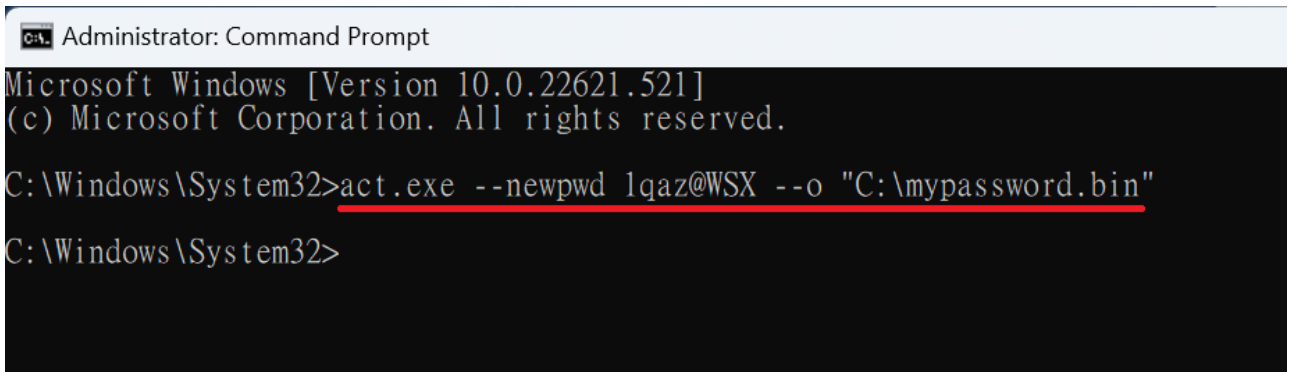 Administrator: Command Prompt
Microsoft Windows [Version 10.0.22621.521]
(c) Microsoft Corporation. All rights reserved.
C:\Windows\System32>act.exe --newpwd 1qaz@WSX --o "C:\mypassword.bin"
C:\Windows\System32>